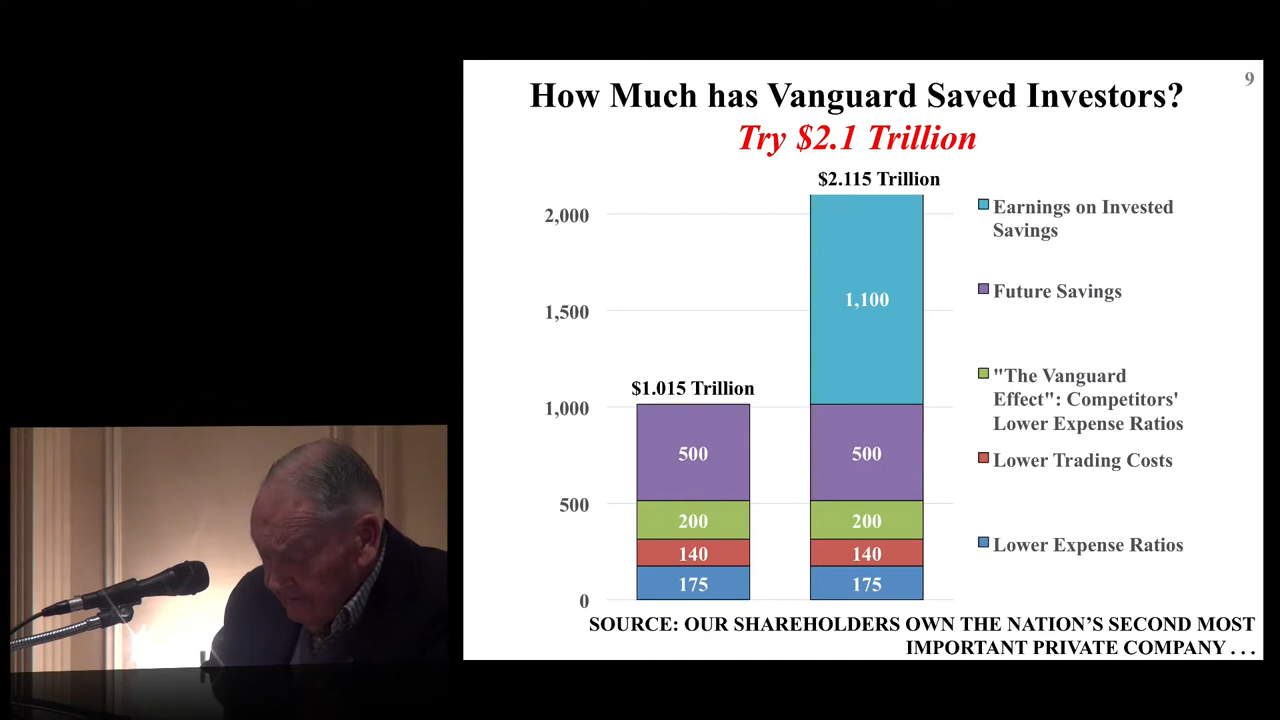 9
How Much has Vanguard Saved Investors?
Try $2.1 Trillion
$2.115 Trillion
2,000
1,500
1,000
500
0
$1.015 Trillion
500
200
140
175
1,100
500
200
140
175
Earnings on Invested
Savings
Future Savings
"The Vanguard
Effect": Competitors'
Lower Expense Ratios
Lower Trading Costs
Lower Expense Ratios
SOURCE: OUR SHAREHOLDERS OWN THE NATION’S SECOND MOST
IMPORTANT PRIVATE COMPANY . . .